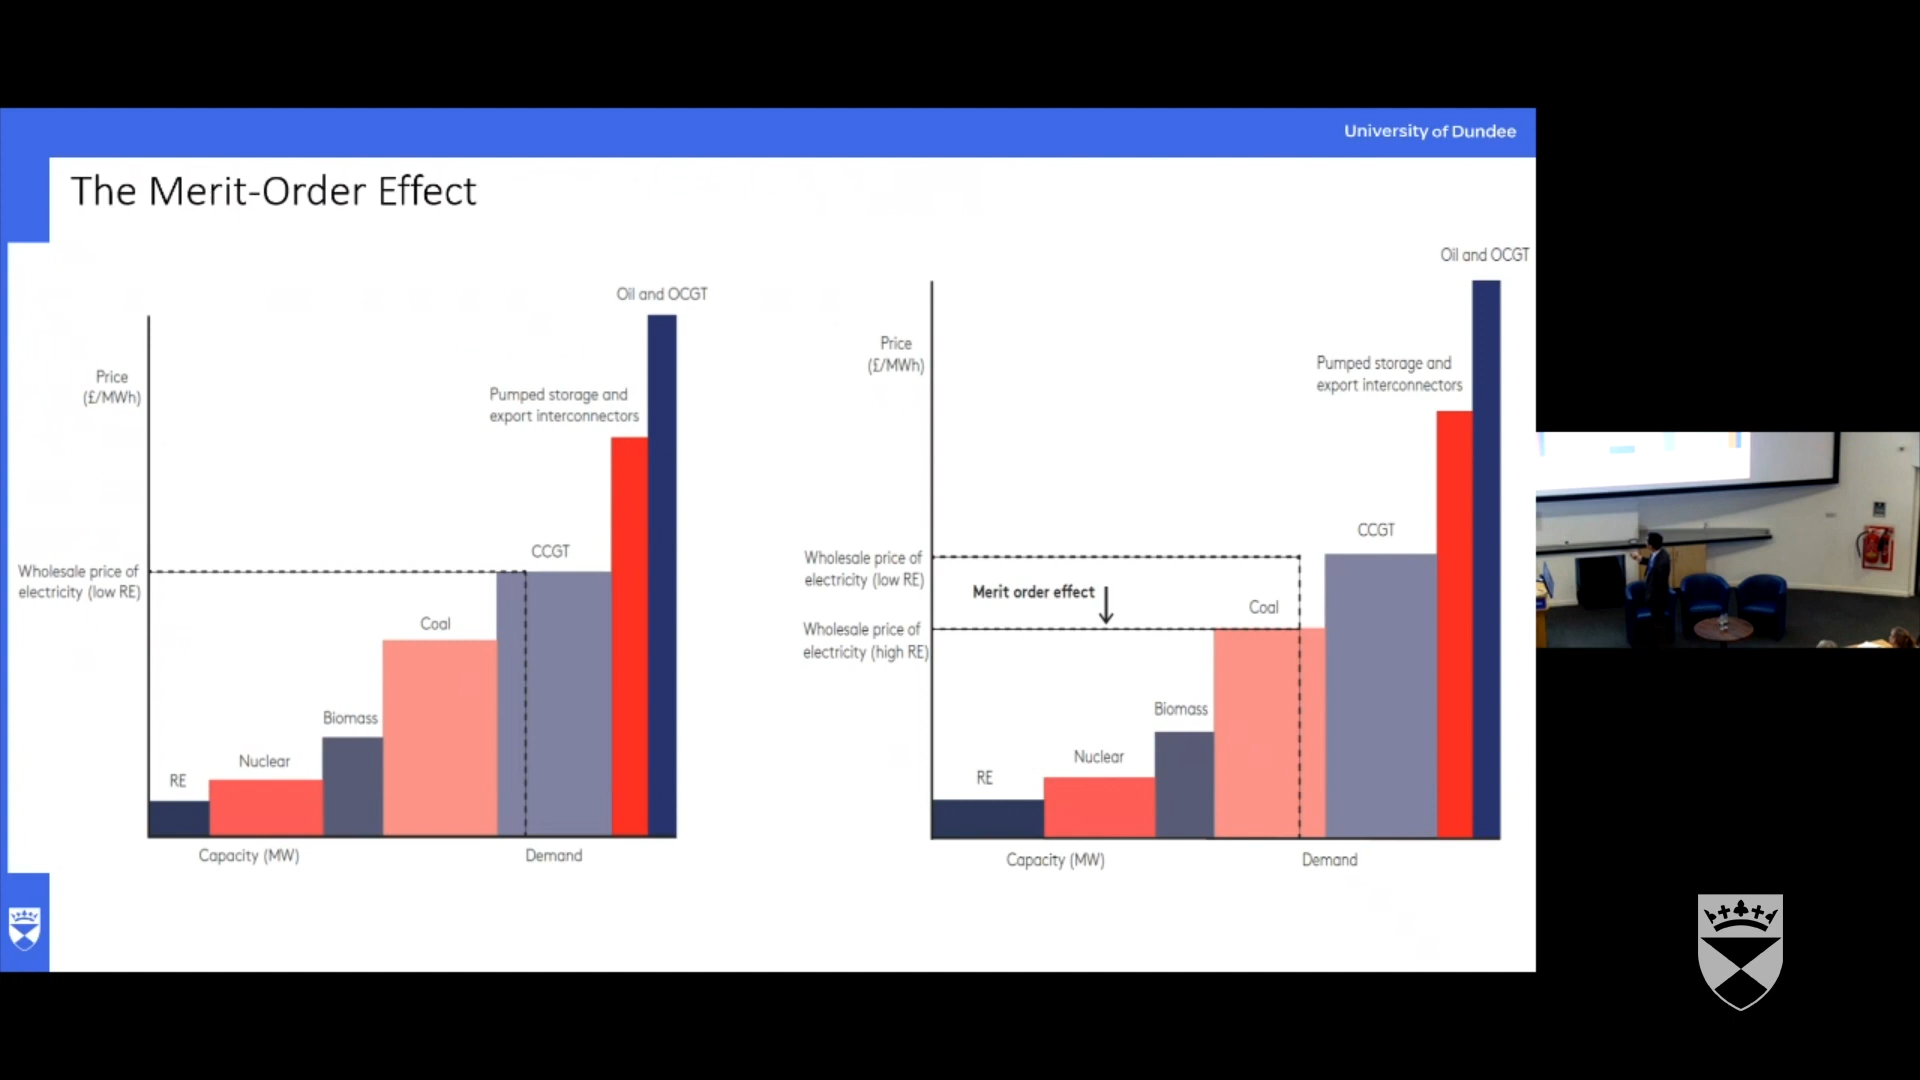 University of Dundee
The Merit-Order Effect
Oil and OCGT
Price
(£/MWh)
Pumped storage and
export interconnectors
CCGT
Wholesale price of
electricity (low RE)
Coal
Biomass
Nuclear
RE
Capacity (MW)
Demand
Oil and OCGT
Price
(£/MWh)
Pumped storage and
export interconnectors
CCGT
Wholesale price of
electricity (low RE)
Merit order effect
Coal
Wholesale price of
electricity (high RE)
Biomass
Nuclear
RE
Capacity (MW)
Demand